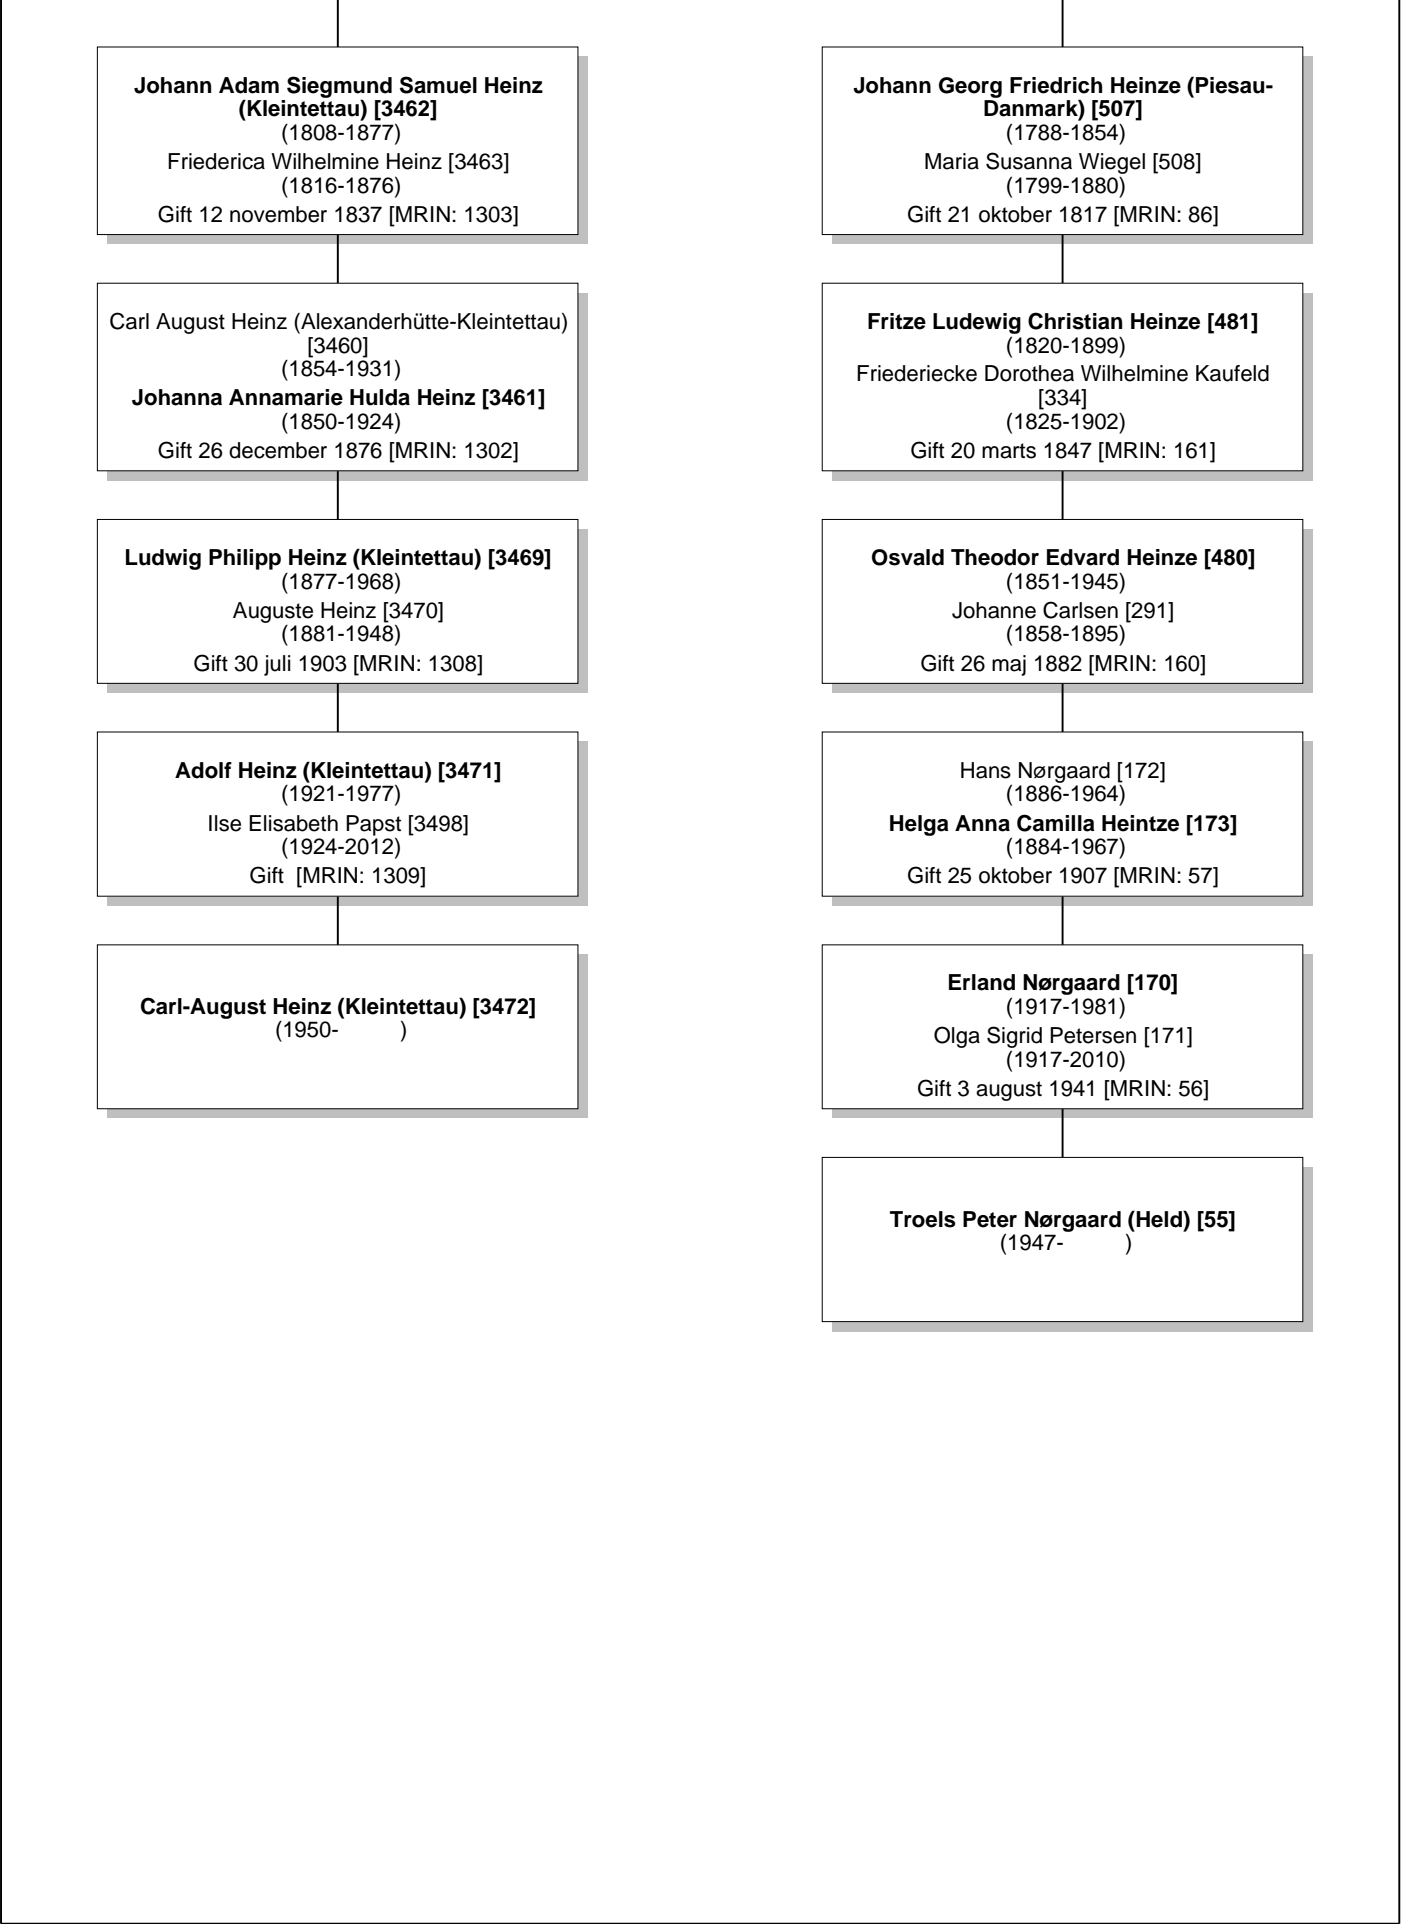 Johann Adam Siegmund Samuel Heinz
(Kleintettau) [3462]
(1808-1877)
Friederica Wilhelmine Heinz [3463]
(1816-1876)
Gift 12 november 1837 [MRIN: 1303]
Carl August Heinz (Alexanderhütte-Kleintettau)
[3460]
(1854-1931)
Johanna Annamarie Hulda Heinz [3461]
(1850-1924)
Gift 26 december 1876 [MRIN: 1302]
Ludwig Philipp Heinz (Kleintettau) [3469]
(1877-1968)
Auguste Heinz [3470]
(1881-1948)
Gift 30 juli 1903 [MRIN: 1308]
Adolf Heinz (Kleintettau) [3471]
(1921-1977)
Ilse Elisabeth Papst [3498]
(1924-2012)
Gift  [MRIN: 1309]
Carl-August Heinz (Kleintettau) [3472]
(1950-          )
Johann Georg Friedrich Heinze (Piesau-
Danmark) [507]
(1788-1854)
Maria Susanna Wiegel [508]
(1799-1880)
Gift 21 oktober 1817 [MRIN: 86]
Fritze Ludewig Christian Heinze [481]
(1820-1899)
Friederiecke Dorothea Wilhelmine Kaufeld
[334]
(1825-1902)
Gift 20 marts 1847 [MRIN: 161]
Osvald Theodor Edvard Heinze [480]
(1851-1945)
Johanne Carlsen [291]
(1858-1895)
Gift 26 maj 1882 [MRIN: 160]
Hans Nørgaard [172]
(1886-1964)
Helga Anna Camilla Heintze [173]
(1884-1967)
Gift 25 oktober 1907 [MRIN: 57]
Erland Nørgaard [170]
(1917-1981)
Olga Sigrid Petersen [171]
(1917-2010)
Gift 3 august 1941 [MRIN: 56]
Troels Peter Nørgaard (Held) [55]
(1947-          )